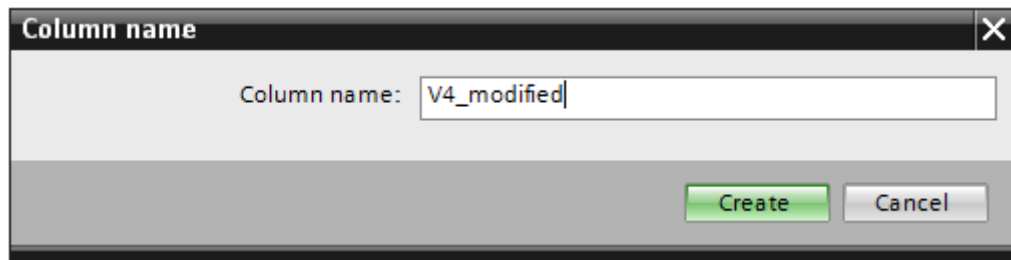 Column name
Column name: V4_modified
Create Cancel